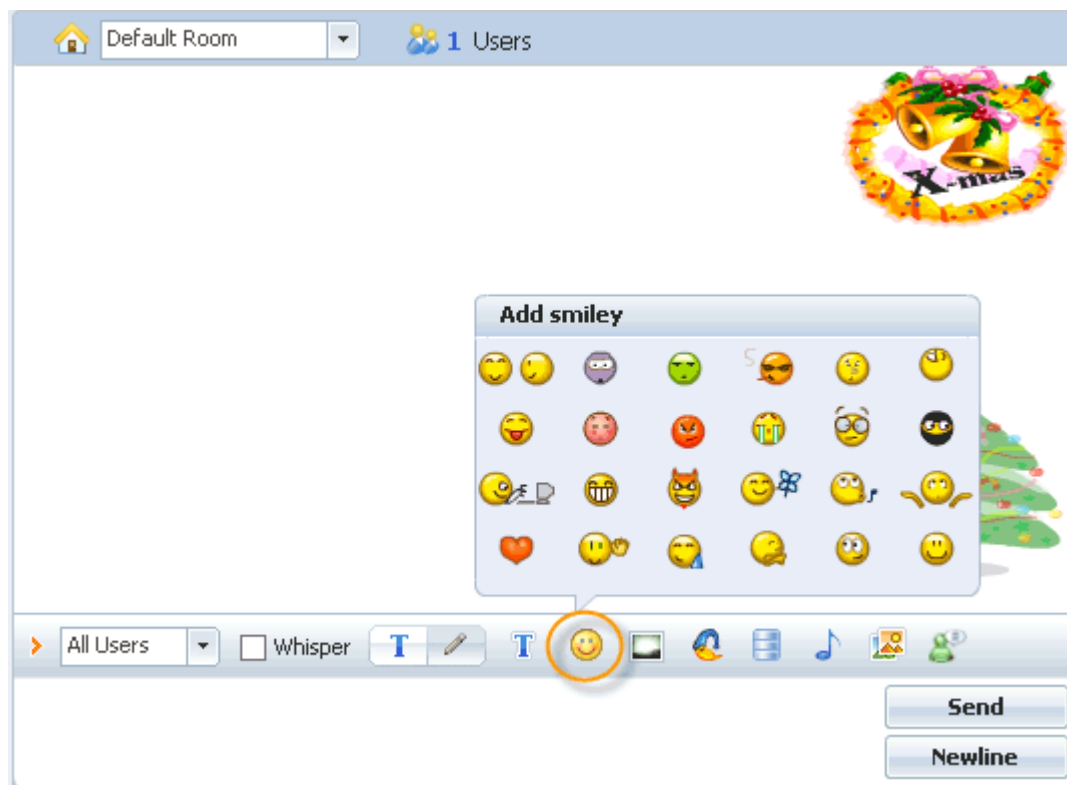 Default Room
1 Users
X-mas
Add smiley
All Users
Whisper
T
T
Send
Newline